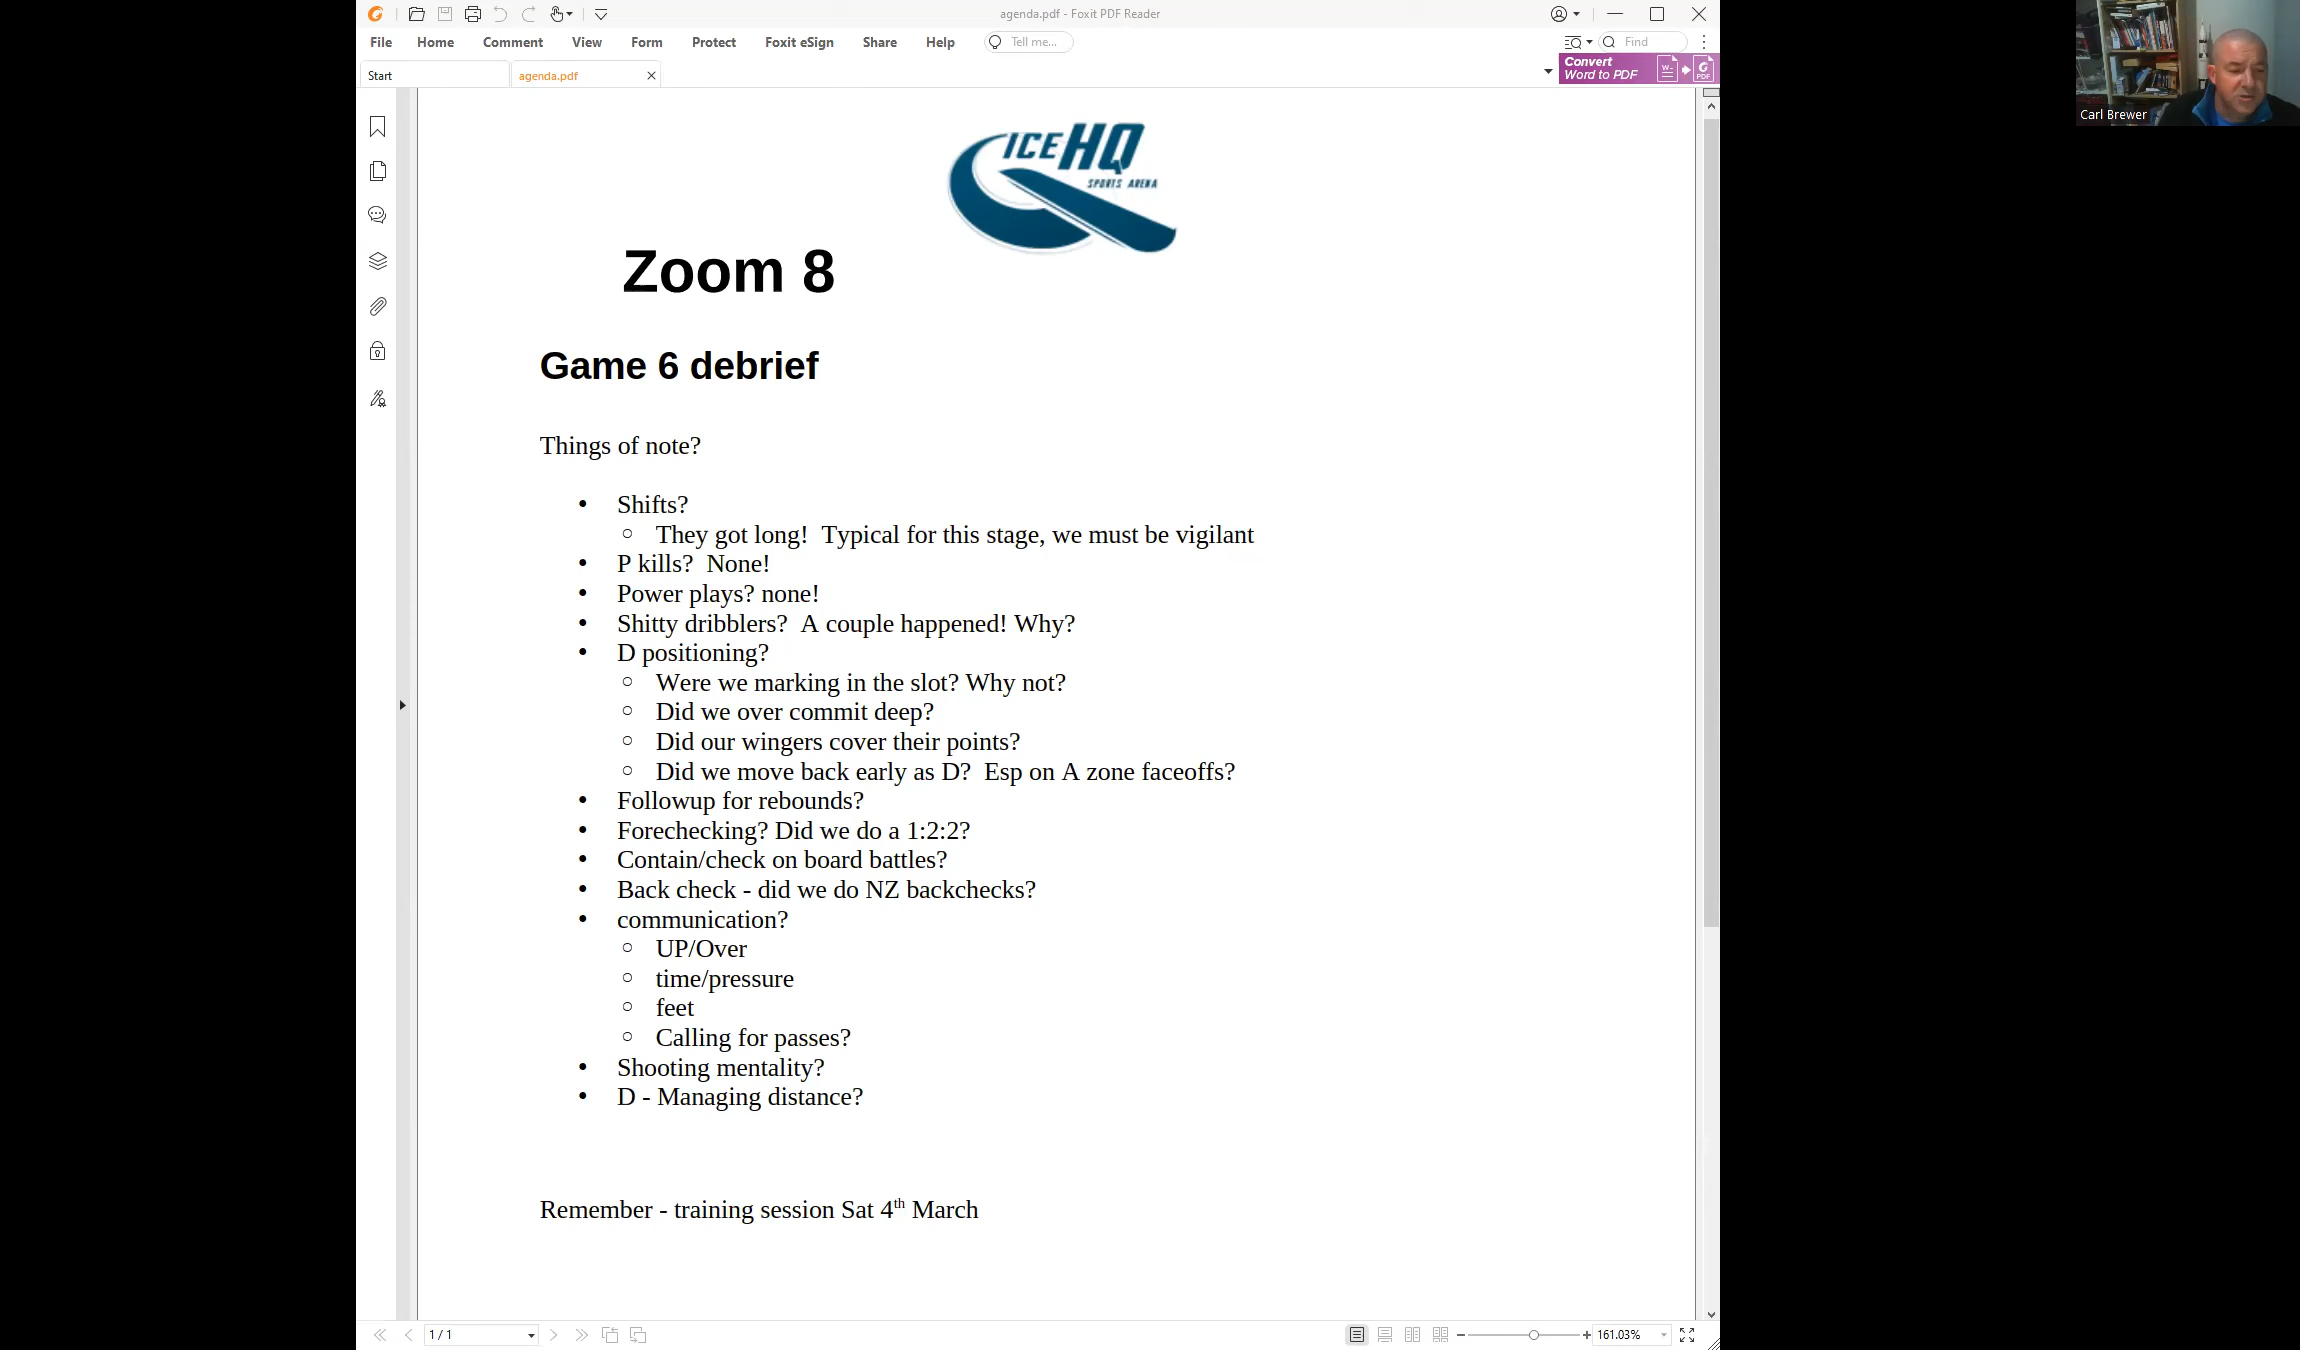 agenda.pdf - Foxit PDF Reader
File Home Comment View Form Protect Foxit eSign Share Help Tell me... Find
Start agenda.pdf Convert
Word to PDF
PDF
Carl Brewer
ICE HQ
SPORTS ARENA
Zoom 8
Game 6 debrief
Things of note?
• Shifts?
○ They got long!  Typical for this stage, we must be vigilant
• P kills?  None!
• Power plays? none!
• Shitty dribblers?  A couple happened! Why?
• D positioning?
○ Were we marking in the slot? Why not?
○ Did we over commit deep?
○ Did our wingers cover their points?
○ Did we move back early as D?  Esp on A zone faceoffs?
• Followup for rebounds?
• Forechecking? Did we do a 1:2:2?
• Contain/check on board battles?
• Back check - did we do NZ backchecks?
• communication?
○ UP/Over
○ time/pressure
○ feet
○ Calling for passes?
• Shooting mentality?
• D - Managing distance?
Remember - training session Sat 4th March
1 / 1 161.03%